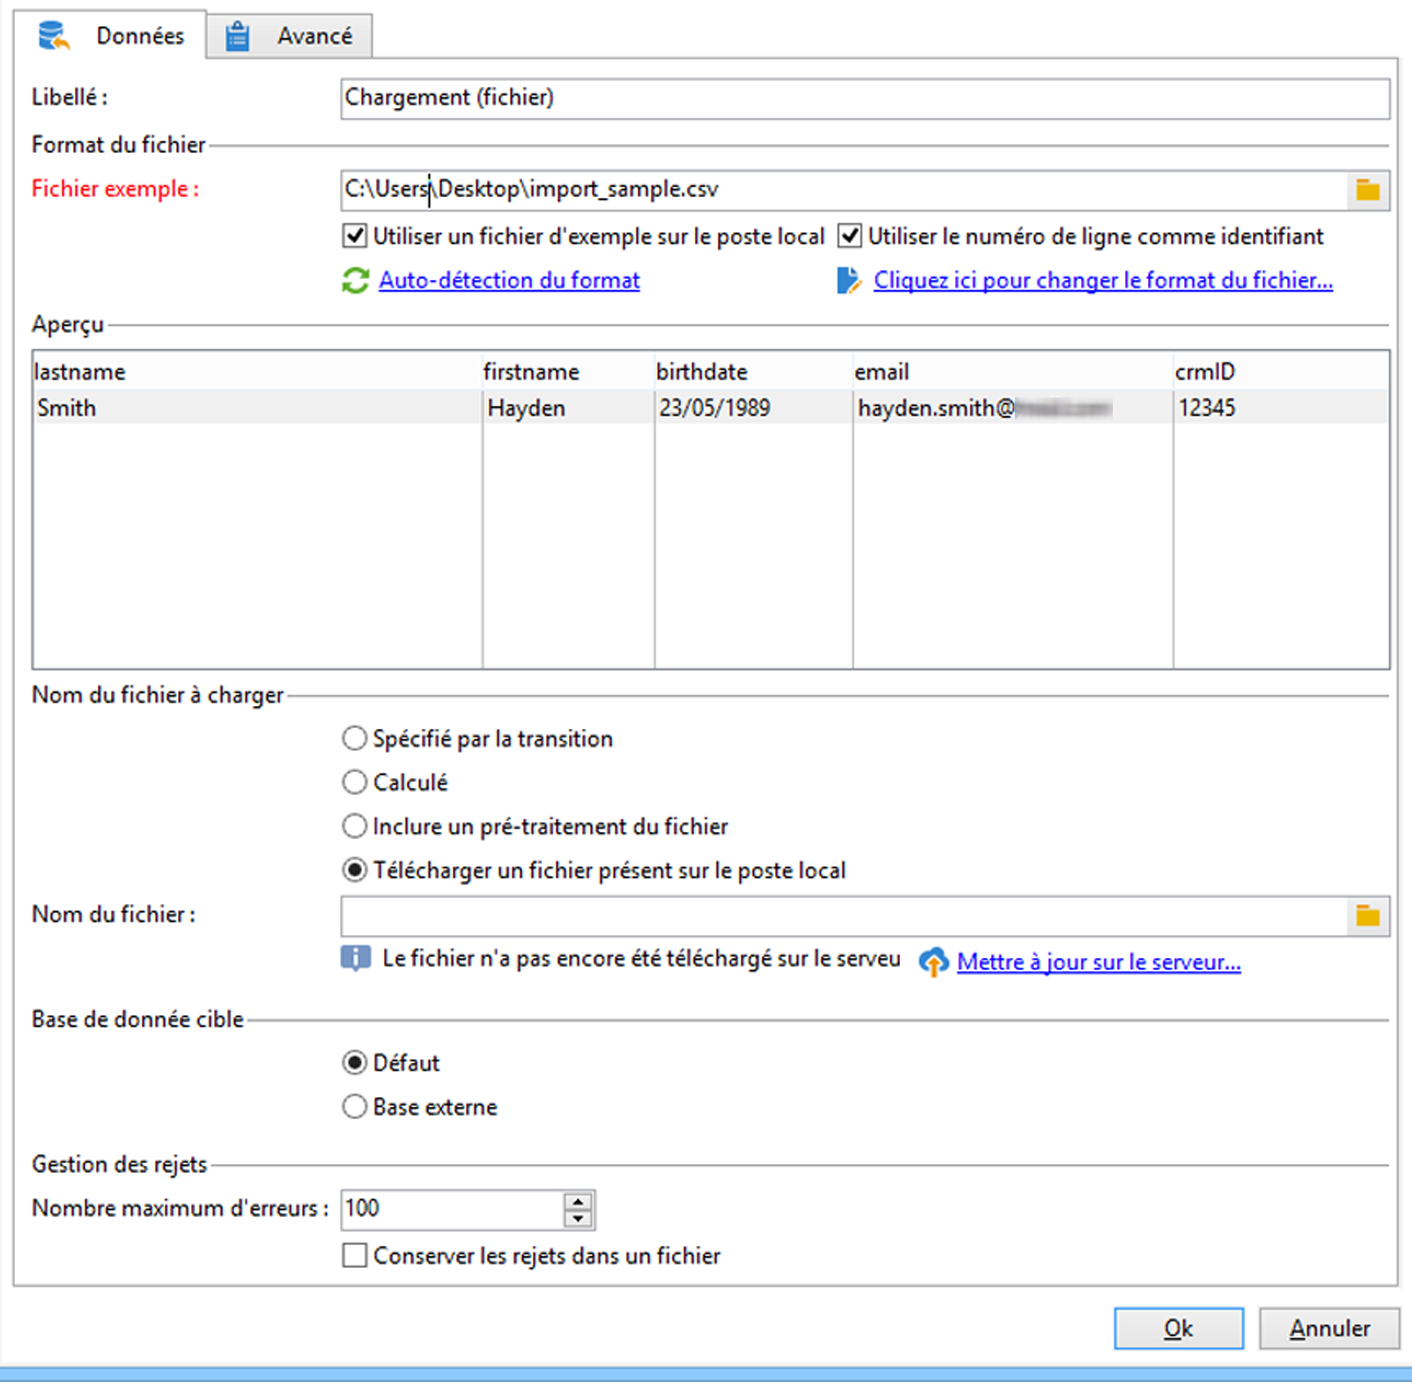 Données Avancé
Libellé : Chargement (fichier)
Format du fichier
Fichier exemple : C:\Users\Desktop\import_sample.csv
Utiliser un fichier d'exemple sur le poste local Utiliser le numéro de ligne comme identifiant
Auto-détection du format Cliquez ici pour changer le format du fichier...
Aperçu
lastname firstname birthdate email crmID
Smith Hayden 23/05/1989 hayden.smith@ 12345
Nom du fichier à charger
Spécifié par la transition
Calculé
Inclure un pré-traitement du fichier
Télécharger un fichier présent sur le poste local
Nom du fichier :
Le fichier n'a pas encore été téléchargé sur le serveu Mettre à jour sur le serveur...
Base de donnée cible
Défaut
Base externe
Gestion des rejets
Nombre maximum d'erreurs : 100
Conserver les rejets dans un fichier
Ok Annuler